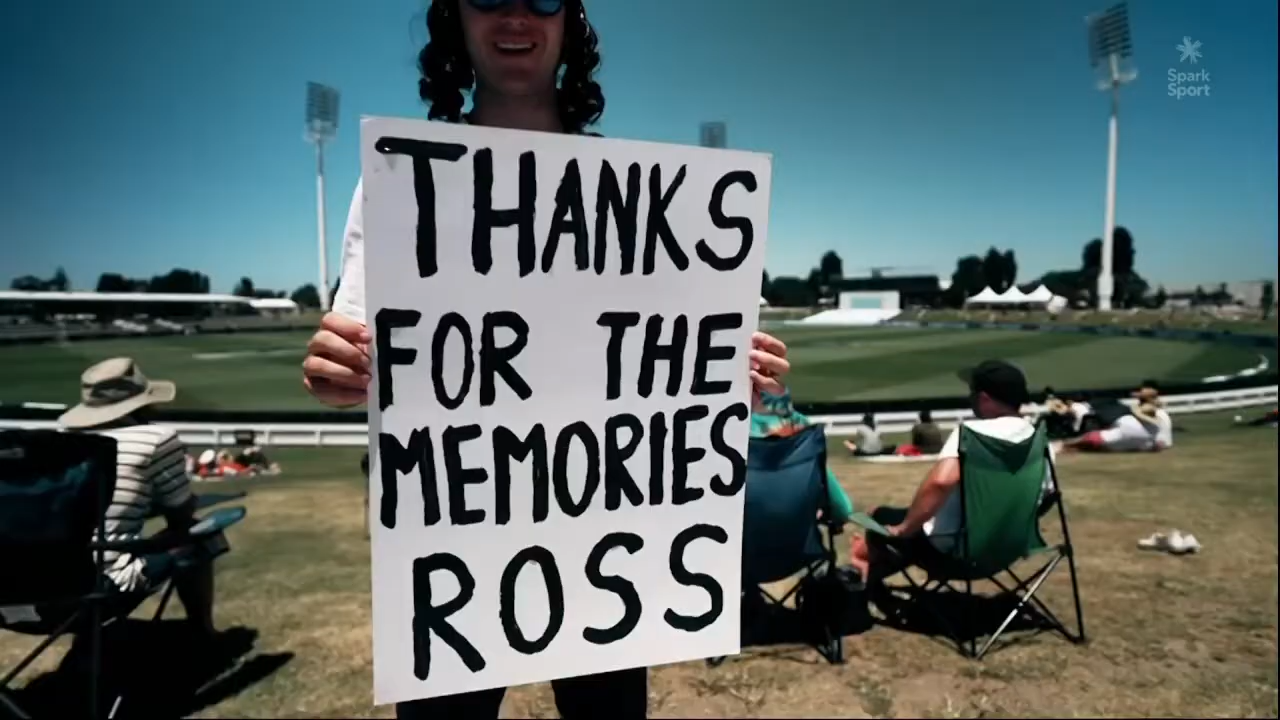 Spark
Sport
THANKS
FOR THE
MEMORIES
ROSS